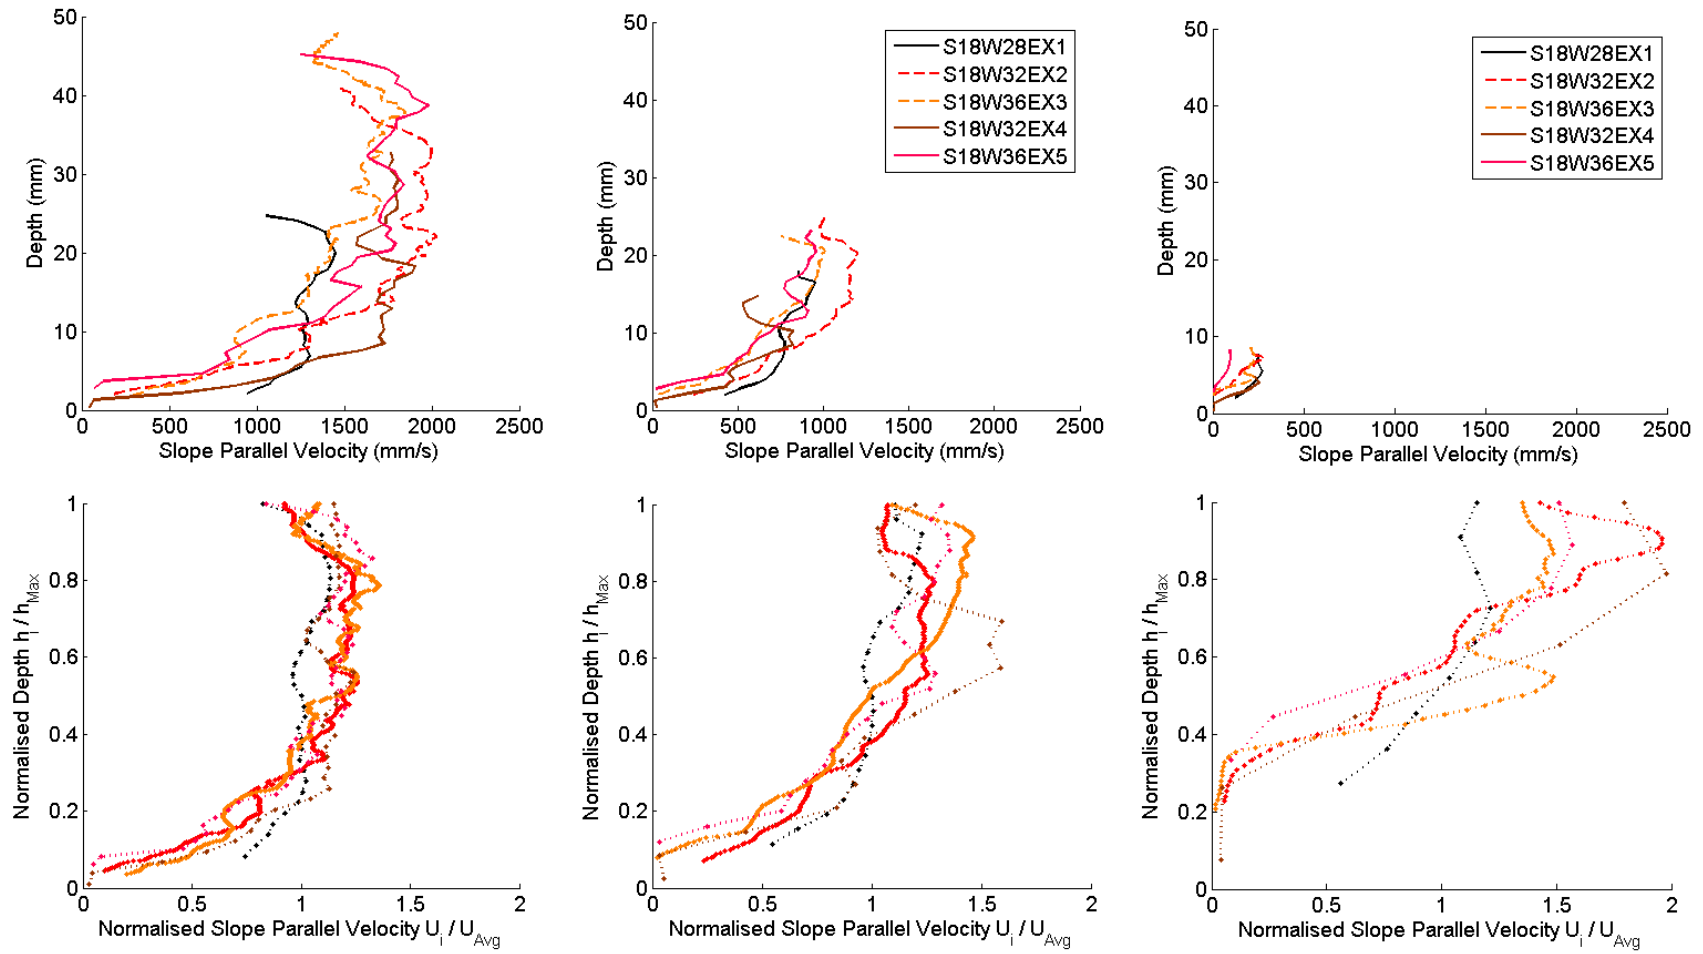 50
40
30
20
10
0
Depth (mm)
0 500 1000 1500 2000 2500
Slope Parallel Velocity (mm/s)
50
40
30
20
10
0
Depth (mm)
0 500 1000 1500 2000 2500
Slope Parallel Velocity (mm/s)
S18W28EX1
S18W32EX2
S18W36EX3
S18W32EX4
S18W36EX5
50
40
30
20
10
0
Depth (mm)
0 500 1000 1500 2000 2500
Slope Parallel Velocity (mm/s)
S18W28EX1
S18W32EX2
S18W36EX3
S18W32EX4
S18W36EX5
1
0.8
0.6
0.4
0.2
0
Normalised Depth h_i / h_Max
0 0.5 1 1.5 2
Normalised Slope Parallel Velocity U_i / U_Avg
1
0.8
0.6
0.4
0.2
0
Normalised Depth h_i / h_Max
0 0.5 1 1.5 2
Normalised Slope Parallel Velocity U_i / U_Avg
1
0.8
0.6
0.4
0.2
0
Normalised Depth h_i / h_Max
0 0.5 1 1.5 2
Normalised Slope Parallel Velocity U_i / U_Avg